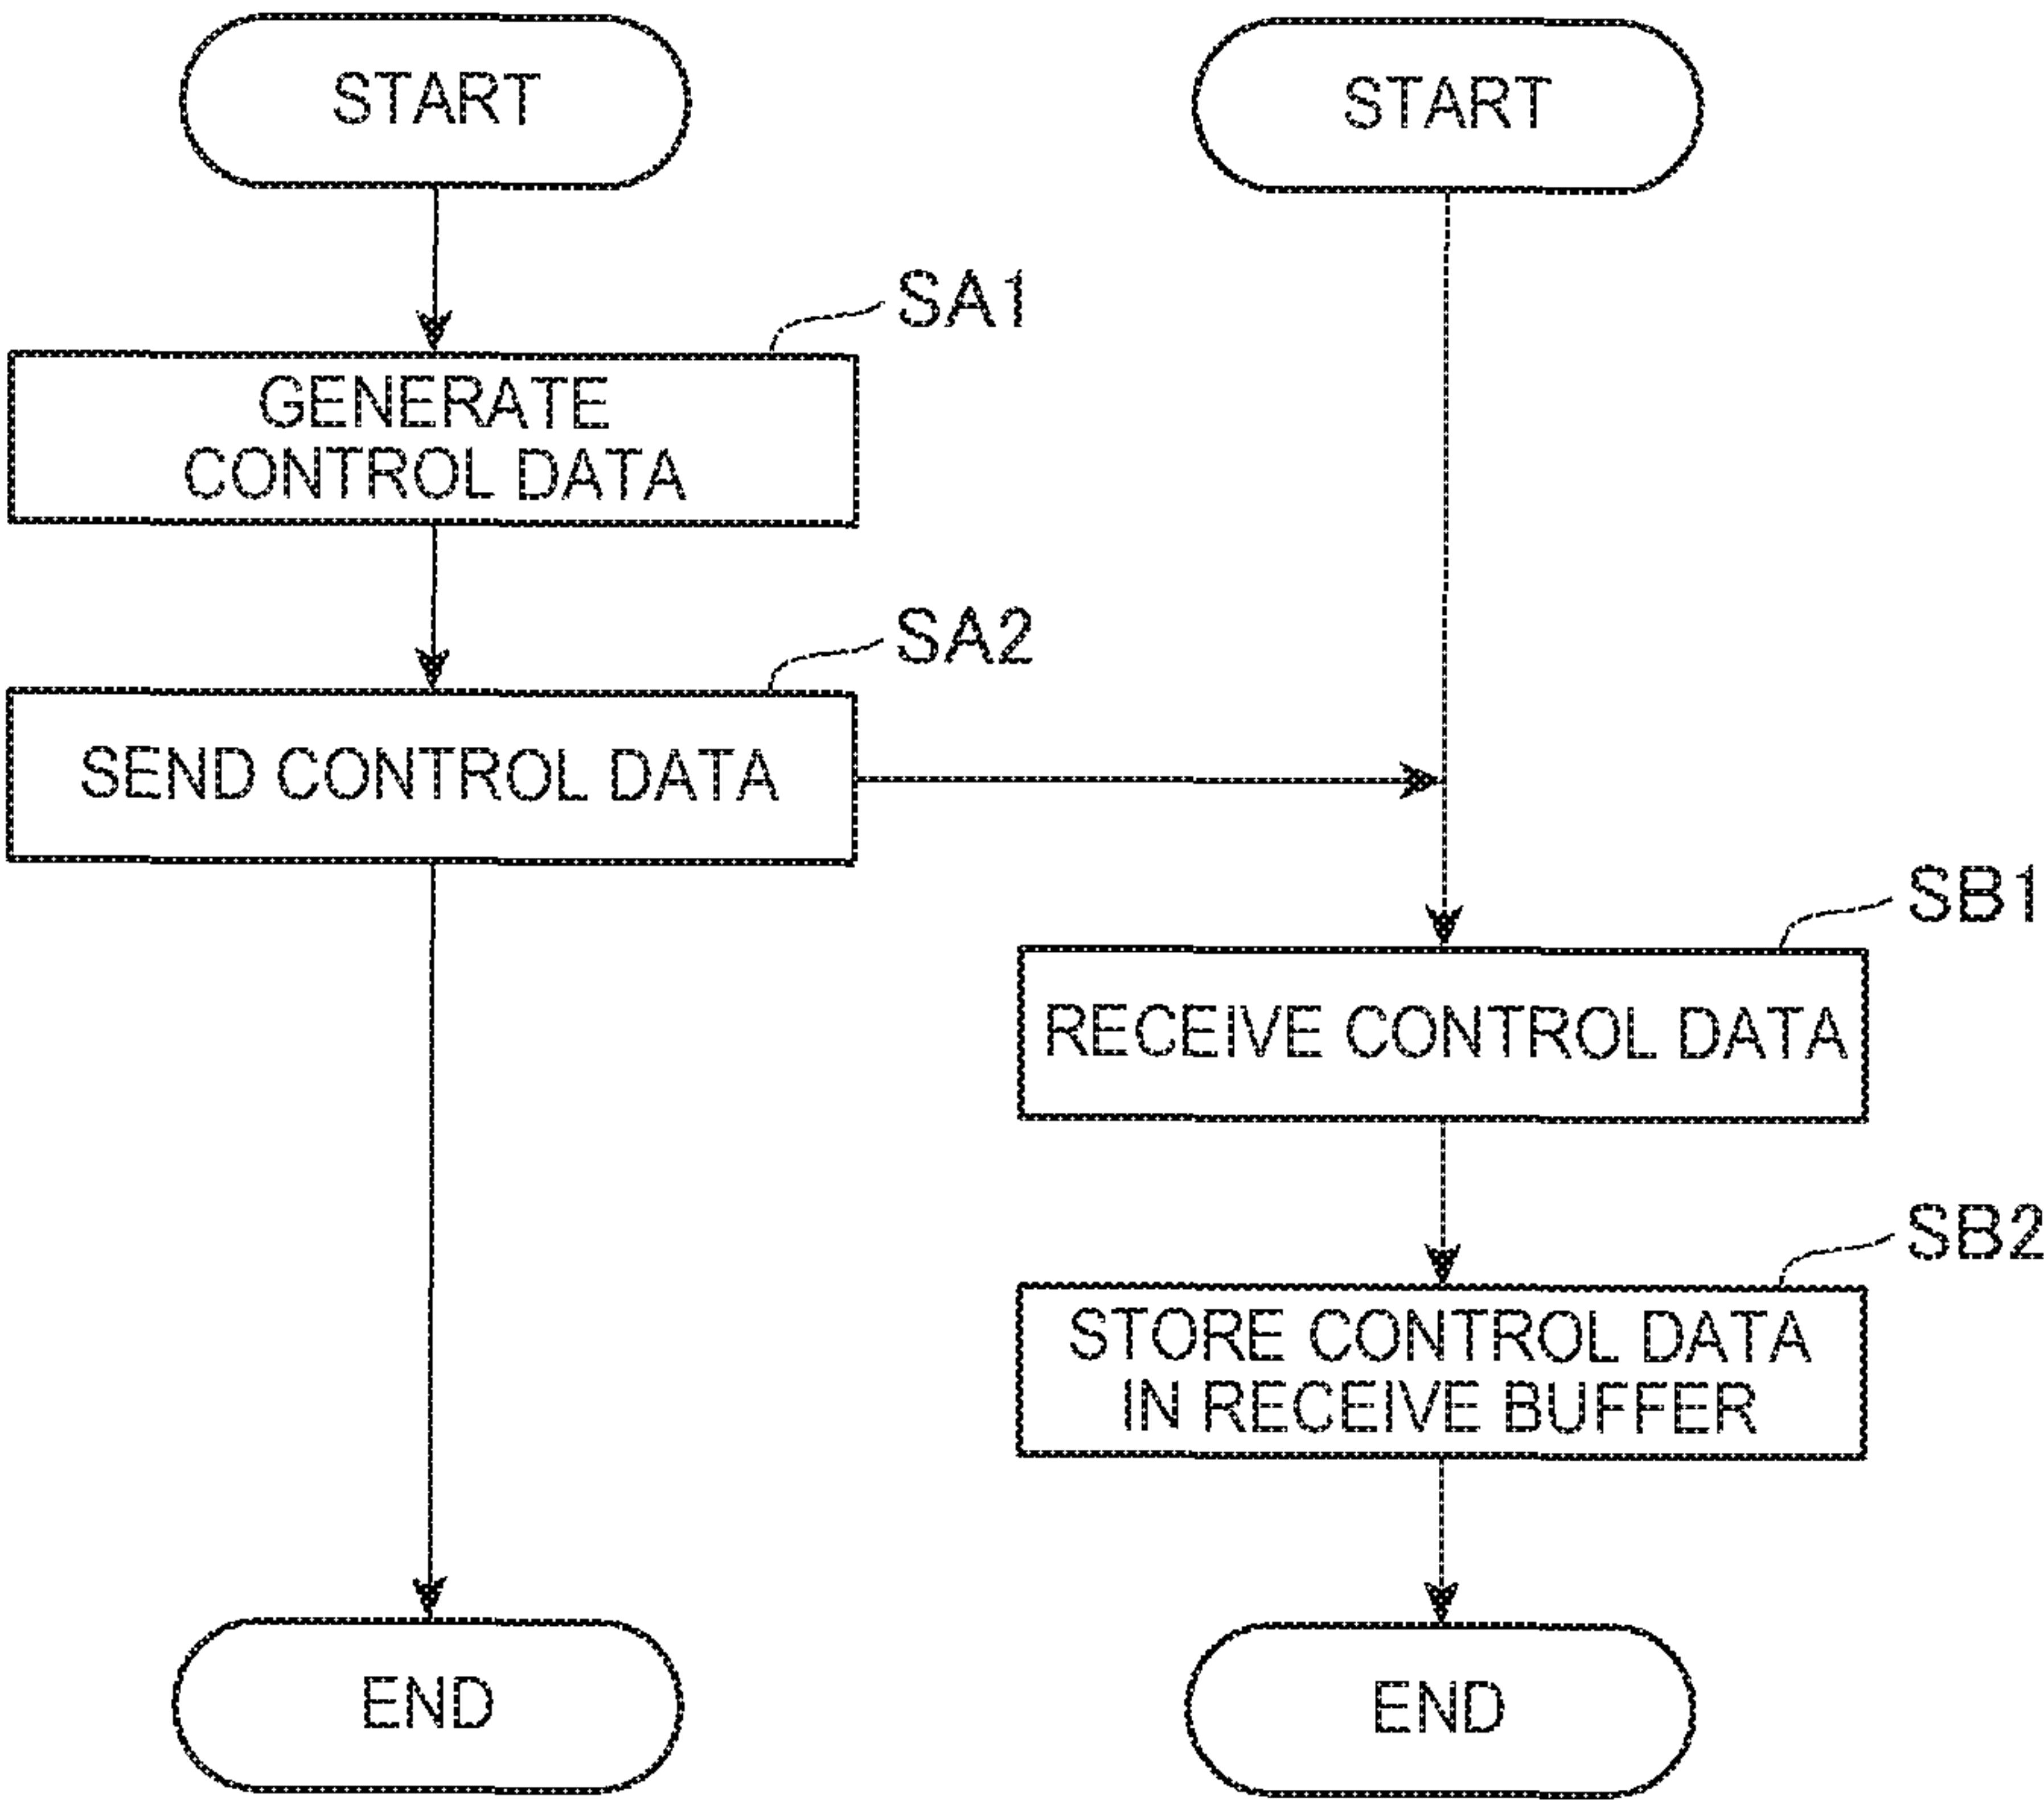 START
SA1
GENERATE
CONTROL DATA
SA2
SEND CONTROL DATA
END
START
SB1
RECEIVE CONTROL DATA
SB2
STORE CONTROL DATA
IN RECEIVE BUFFER
END